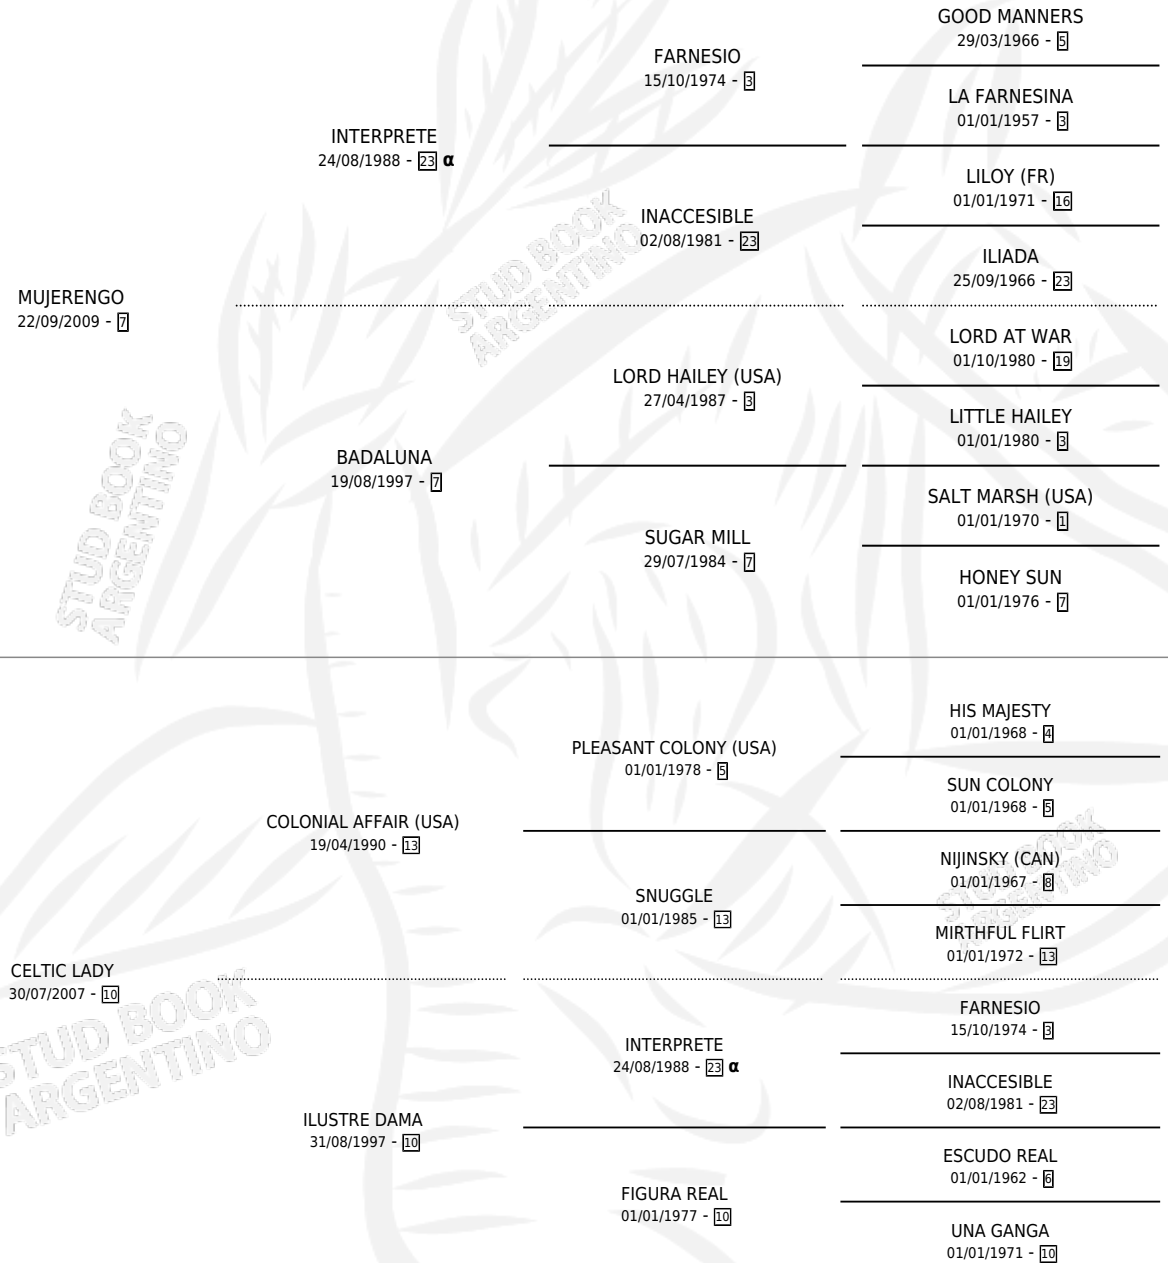 GOOD MANNERS
29/03/1966 - 5
FARNESIO
15/10/1974 - 3
LA FARNESINA
01/01/1957 - 3
INTERPRETE
24/08/1988 - 23 α
LILOY (FR)
01/01/1971 - 16
INACCESIBLE
02/08/1981 - 23
ILIADA
25/09/1966 - 23
MUJERENGO
22/09/2009 - 7
LORD AT WAR
01/10/1980 - 19
LORD HAILEY (USA)
27/04/1987 - 3
LITTLE HAILEY
01/01/1980 - 3
BADALUNA
19/08/1997 - 7
SALT MARSH (USA)
01/01/1970 - 1
SUGAR MILL
29/07/1984 - 7
HONEY SUN
01/01/1976 - 7
HIS MAJESTY
01/01/1968 - 4
PLEASANT COLONY (USA)
01/01/1978 - 5
SUN COLONY
01/01/1968 - 5
COLONIAL AFFAIR (USA)
19/04/1990 - 13
NIJINSKY (CAN)
01/01/1967 - 8
SNUGGLE
01/01/1985 - 13
MIRTHFUL FLIRT
01/01/1972 - 13
CELTIC LADY
30/07/2007 - 10
FARNESIO
15/10/1974 - 3
INTERPRETE
24/08/1988 - 23 α
INACCESIBLE
02/08/1981 - 23
ILUSTRE DAMA
31/08/1997 - 10
ESCUDO REAL
01/01/1962 - 6
FIGURA REAL
01/01/1977 - 10
UNA GANGA
01/01/1971 - 10
STUD BOOK
ARGENTINO
STUD BOOK
ARGENTINO
STUD BOOK
ARGENTINO
STUD BOOK
ARGENTINO